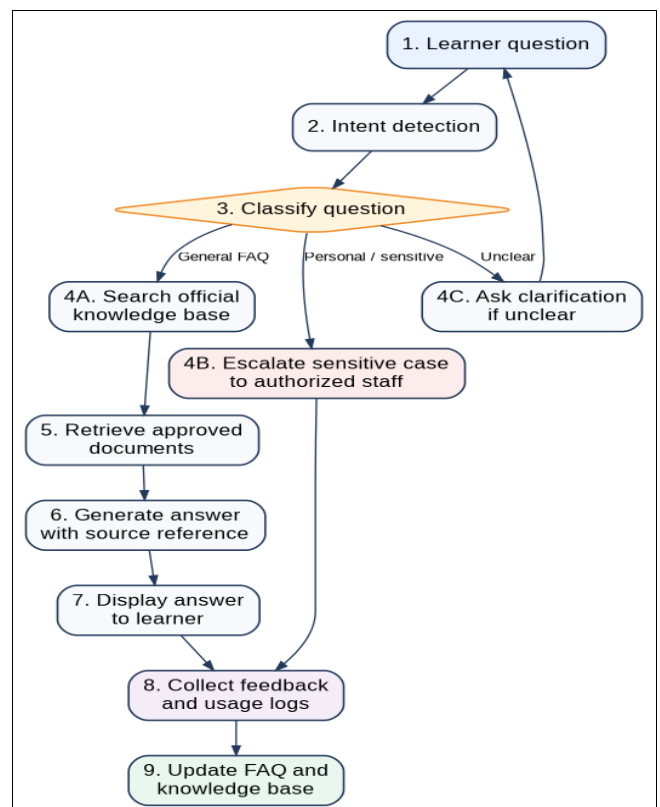 1. Learner question
2. Intent detection
3. Classify question
General FAQ
Personal / sensitive
Unclear
4A. Search official
knowledge base
4C. Ask clarification
if unclear
4B. Escalate sensitive case
to authorized staff
5. Retrieve approved
documents
6. Generate answer
with source reference
7. Display answer
to learner
8. Collect feedback
and usage logs
9. Update FAQ and
knowledge base